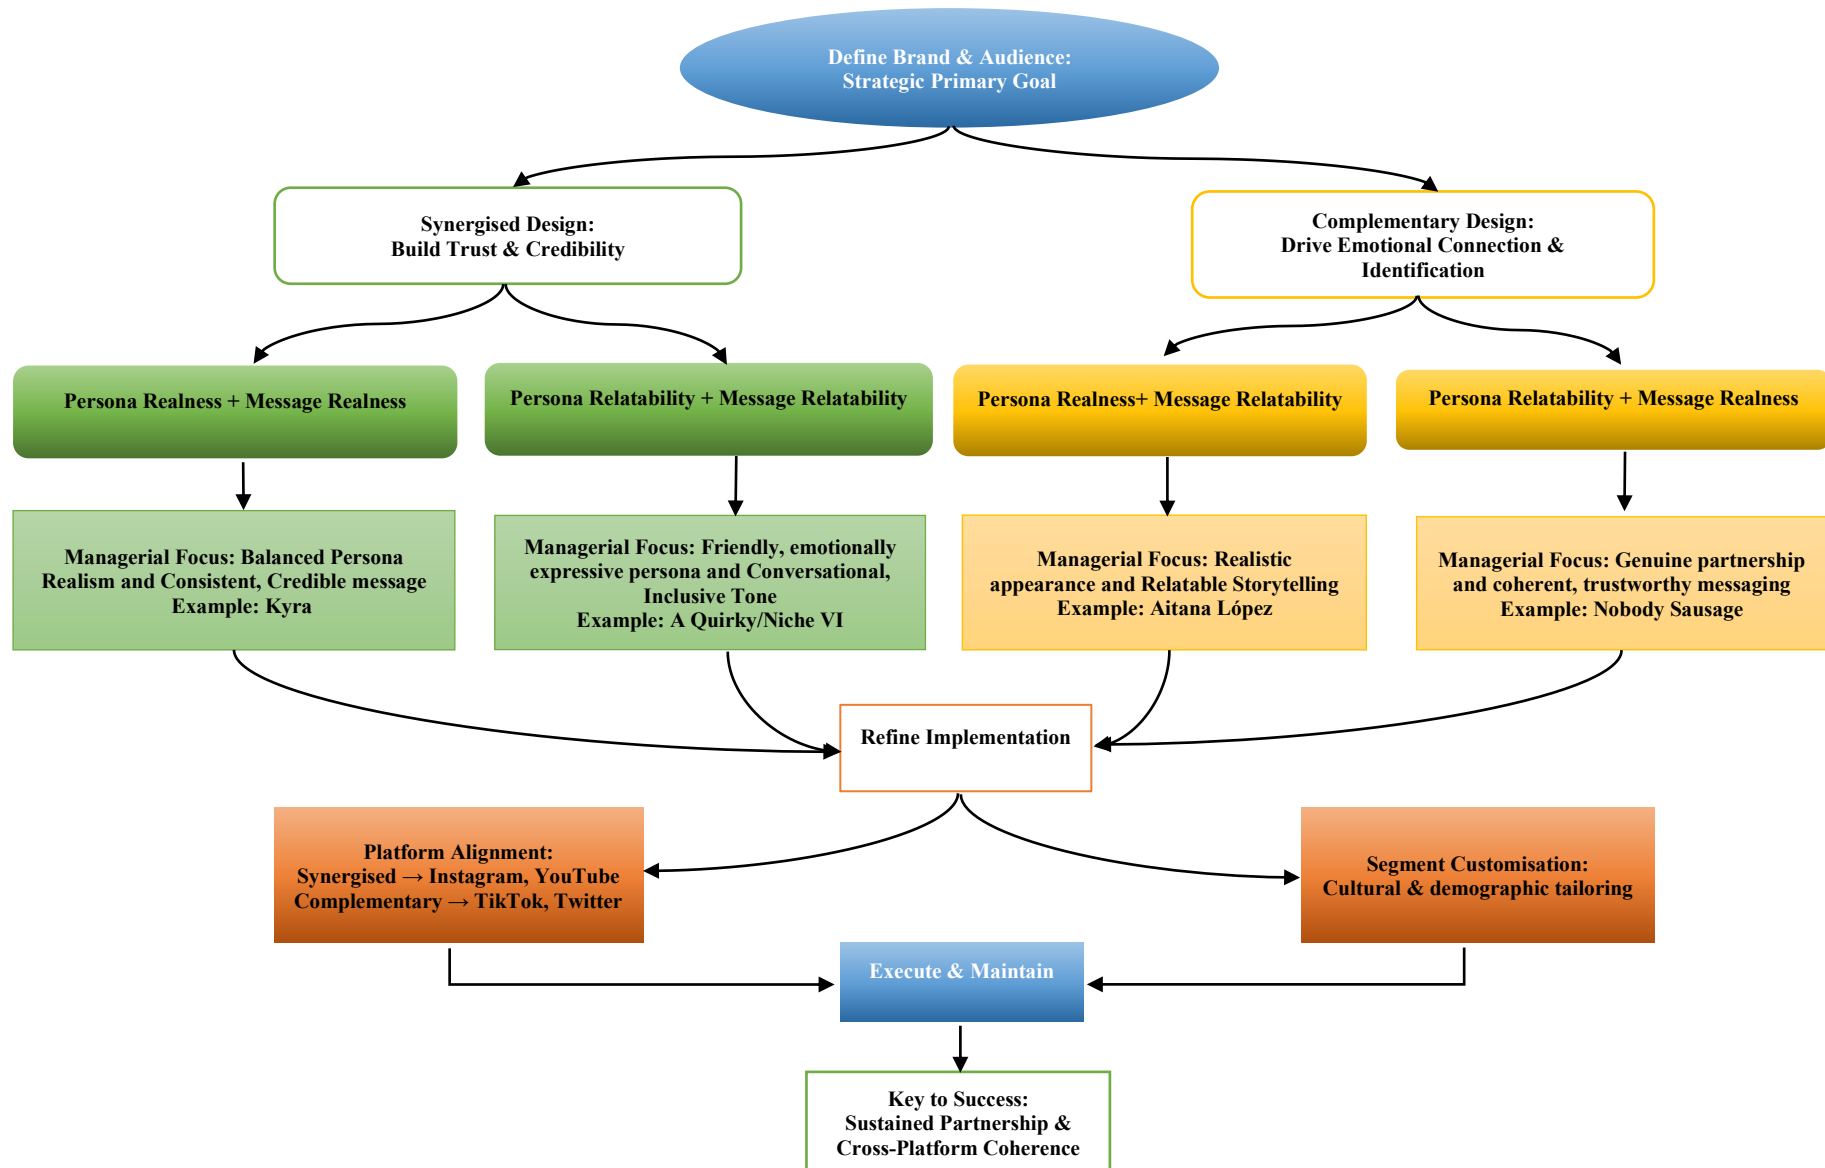 Define Brand & Audience:
Strategic Primary Goal
Synergised Design:
Build Trust & Credibility
Complementary Design:
Drive Emotional Connection &
Identification
Persona Realness + Message Realness
Persona Relatability + Message Relatability
Persona Realness+ Message Relatability
Persona Relatability + Message Realness
Managerial Focus: Balanced Persona
Realism and Consistent, Credible message
Example: Kyra
Managerial Focus: Friendly, emotionally
expressive persona and Conversational,
Inclusive Tone
Example: A Quirky/Niche VI
Managerial Focus: Realistic
appearance and Relatable Storytelling
Example: Aitana López
Managerial Focus: Genuine partnership
and coherent, trustworthy messaging
Example: Nobody Sausage
Refine Implementation
Platform Alignment:
Synergised → Instagram, YouTube
Complementary → TikTok, Twitter
Segment Customisation:
Cultural & demographic tailoring
Execute & Maintain
Key to Success:
Sustained Partnership &
Cross-Platform Coherence